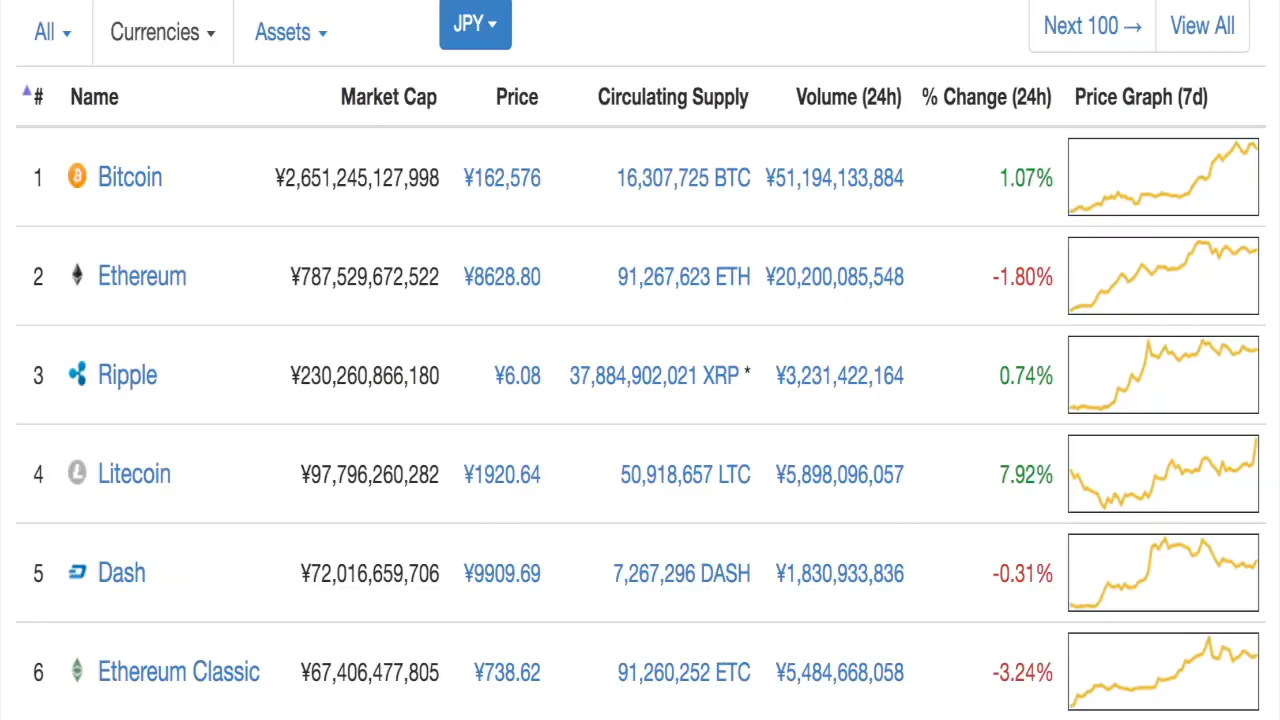 All Currencies Assets JPY Next 100 → View All
# Name Market Cap Price Circulating Supply Volume (24h) % Change (24h) Price Graph (7d)
1 Bitcoin ¥2,651,245,127,998 ¥162,576 16,307,725 BTC ¥51,194,133,884 1.07%
2 Ethereum ¥787,529,672,522 ¥8628.80 91,267,623 ETH ¥20,200,085,548 -1.80%
3 Ripple ¥230,260,866,180 ¥6.08 37,884,902,021 XRP * ¥3,231,422,164 0.74%
4 Litecoin ¥97,796,260,282 ¥1920.64 50,918,657 LTC ¥5,898,096,057 7.92%
5 Dash ¥72,016,659,706 ¥9909.69 7,267,296 DASH ¥1,830,933,836 -0.31%
6 Ethereum Classic ¥67,406,477,805 ¥738.62 91,260,252 ETC ¥5,484,668,058 -3.24%